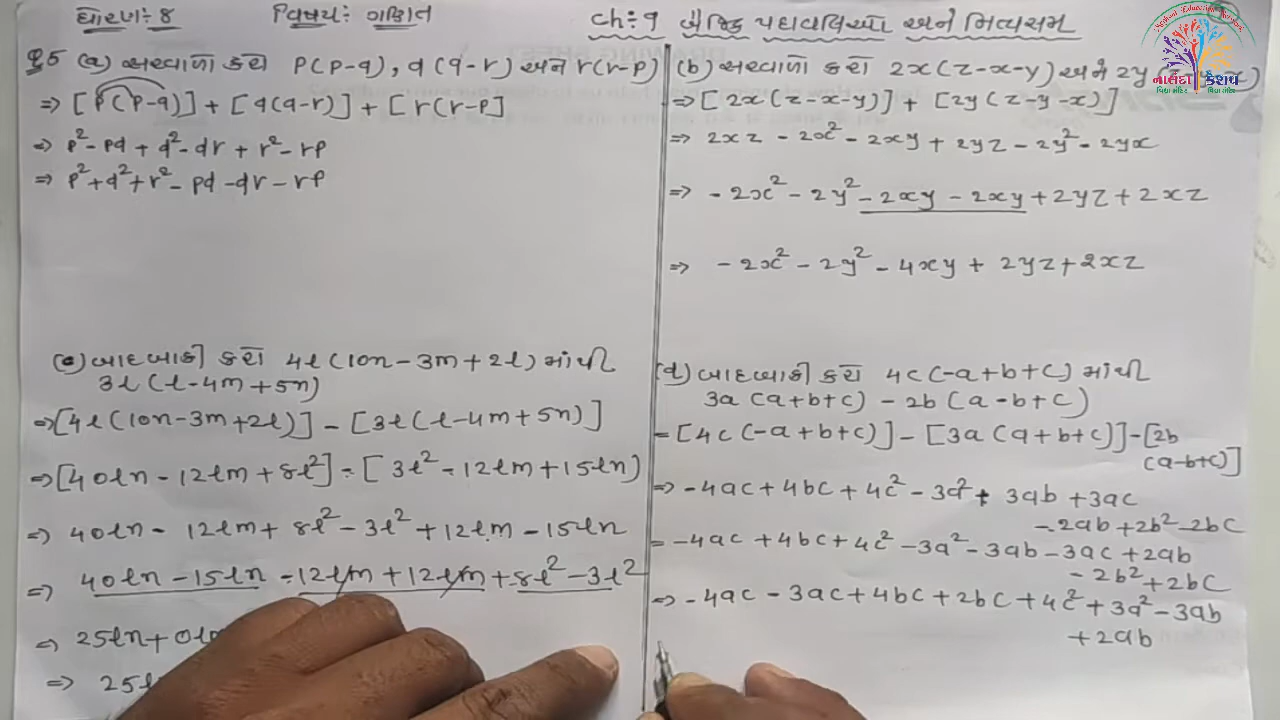 ધોરણ: ૮ વિષય: ગણિત ch: 9 બૈજિક પદાવલિઓ અને નિત્યસમ
Q5 (a) સરવાળો કરો P(P-q), q(q-r) અને r(r-p)
⇒ [P(P-q)] + [q(q-r)] + [r(r-p]
⇒ p² - pq + q² - qr + r² - rp
⇒ p² + q² + r² - pq - qr - rp
(b) સરવાળો કરો 2x(z-x-y) અને 2y
⇒ [2x(z-x-y)] + [2y(z-y-x)]
⇒ 2xz - 2x² - 2xy + 2yz - 2y² - 2yx
⇒ -2x² - 2y² - 2xy - 2xy + 2yz + 2xz
⇒ -2x² - 2y² - 4xy + 2yz + 2xz
(c) બાદબાકી કરો 4l(10n-3m+2l) માંથી
3l(l-4m+5n)
⇒ [4l(10n-3m+2l)] - [3l(l-4m+5n)]
⇒ [40ln - 12lm + 8l²] - [3l² - 12lm + 15ln)
⇒ 40ln - 12lm + 8l² - 3l² + 12lm - 15ln
⇒ 40ln - 15ln - 12lm + 12lm + 8l² - 3l²
⇒ 25ln + 0l
⇒ 25l
(d) બાદબાકી કરો 4c(-a+b+c) માંથી
3a(a+b+c) - 2b(a-b+c)
= [4c(-a+b+c)] - [3a(a+b+c)] - [2b
(a-b+c)]
⇒ -4ac + 4bc + 4c² - 3a² + 3ab + 3ac
- 2ab + 2b² - 2bc
= -4ac + 4bc + 4c² - 3a² - 3ab - 3ac + 2ab
- 2b² + 2bc
⇒ -4ac - 3ac + 4bc + 2bc + 4c² + 3a² - 3ab
+ 2ab